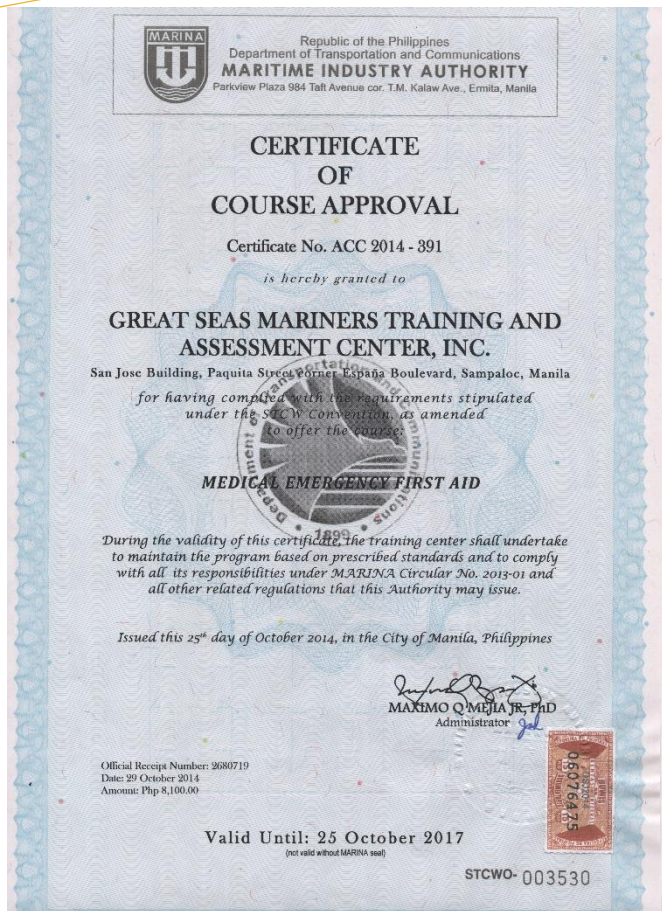 MARINA
Republic of the Philippines
Department of Transportation and Communications
MARITIME INDUSTRY AUTHORITY
Parkview Plaza 984 Taft Avenue cor. T.M. Kalaw Ave., Ermita, Manila
CERTIFICATE
OF
COURSE APPROVAL
Certificate No. ACC 2014 - 391
is hereby granted to
GREAT SEAS MARINERS TRAINING AND
ASSESSMENT CENTER, INC.
San Jose Building, Paquita Street Corner España Boulevard, Sampaloc, Manila
for having complied with the requirements stipulated
under the STCW Convention, as amended
to offer the course:
Department of Transportation and Communications
1899
MEDICAL EMERGENCY FIRST AID
During the validity of this certificate, the training center shall undertake
to maintain the program based on prescribed standards and to comply
with all its responsibilities under MARINA Circular No. 2013-01 and
all other related regulations that this Authority may issue.
Issued this 25th day of October 2014, in the City of Manila, Philippines
MAXIMO Q MEJIA JR, PhD
Administrator
Official Receipt Number: 2680719
Date: 29 October 2014
Amount: Php 8,100.00
06076475
Valid Until: 25 October 2017
(not valid without MARINA seal)
STCWO- 003530